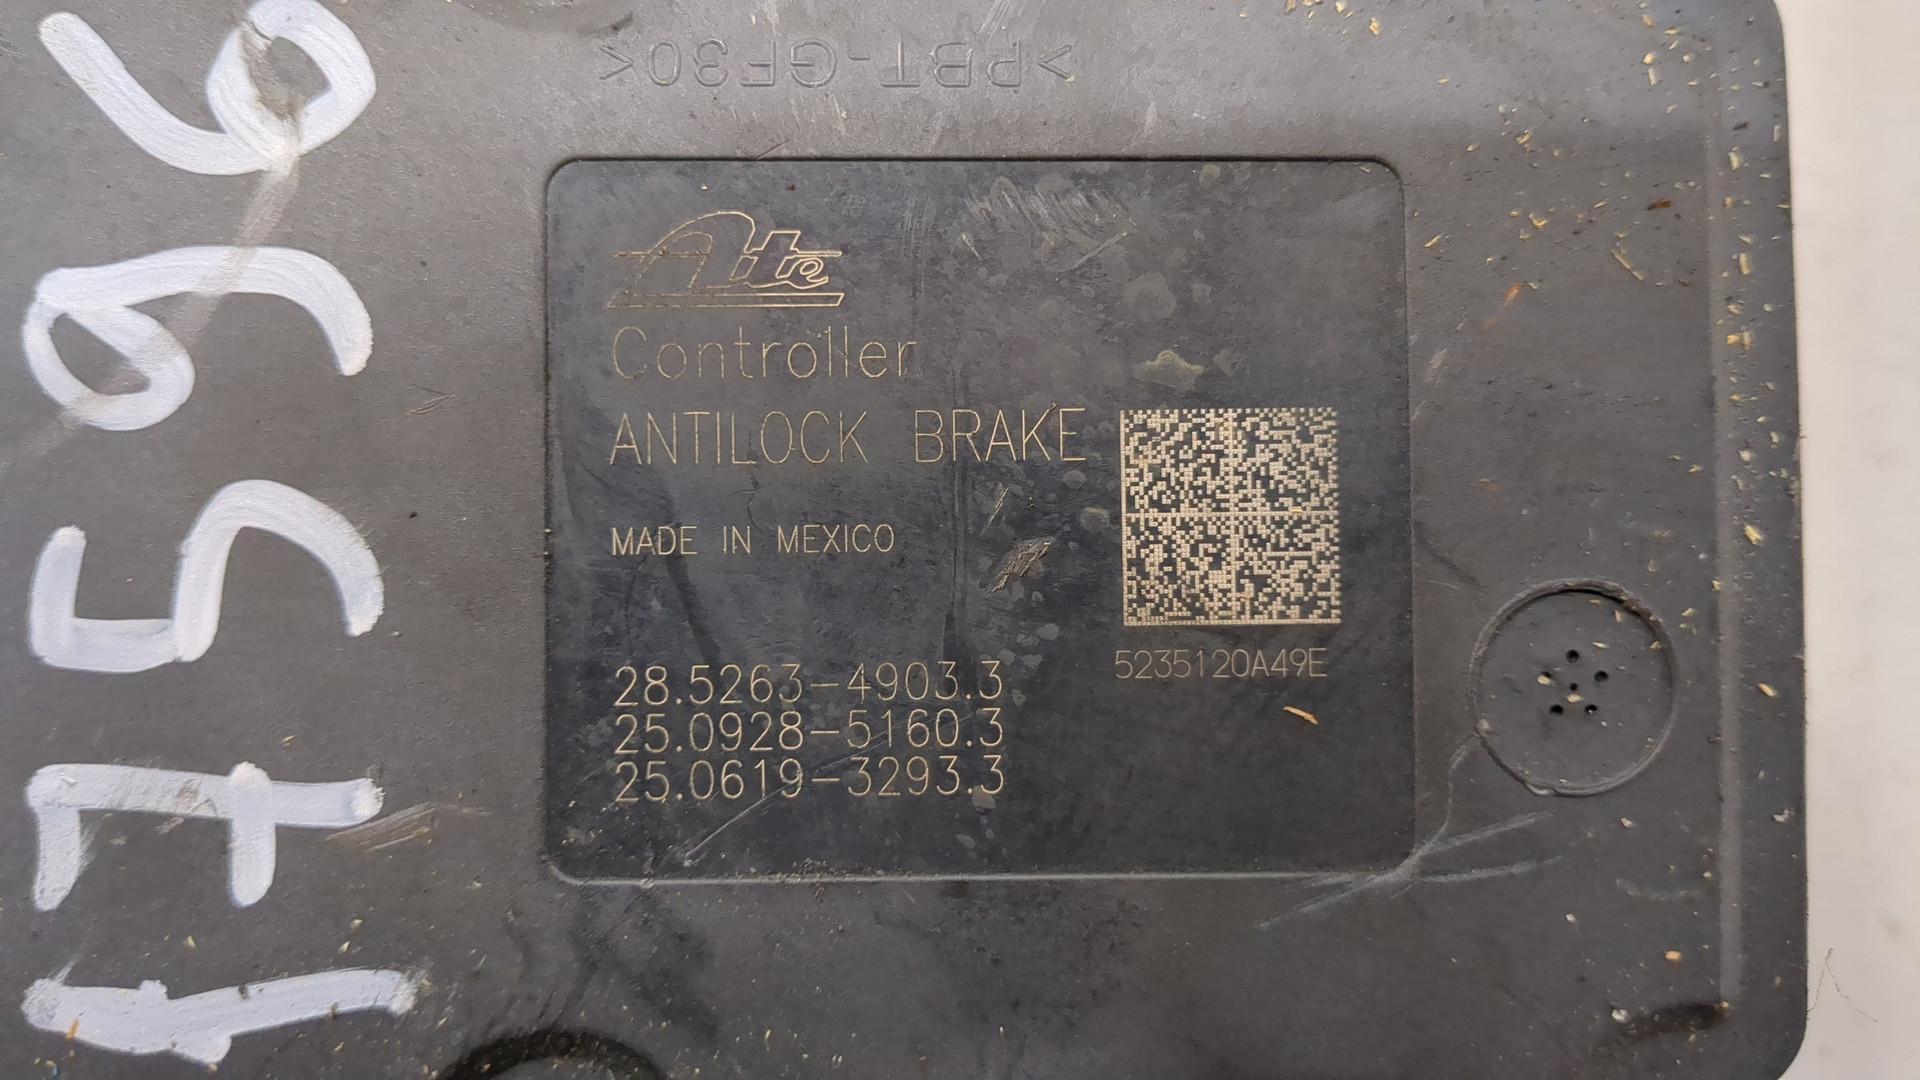 >PBT-GF30<
17596
Ate
Controller
ANTILOCK BRAKE
MADE IN MEXICO
5235120A49E
28.5263-4903.3
25.0928-5160.3
25.0619-3293.3